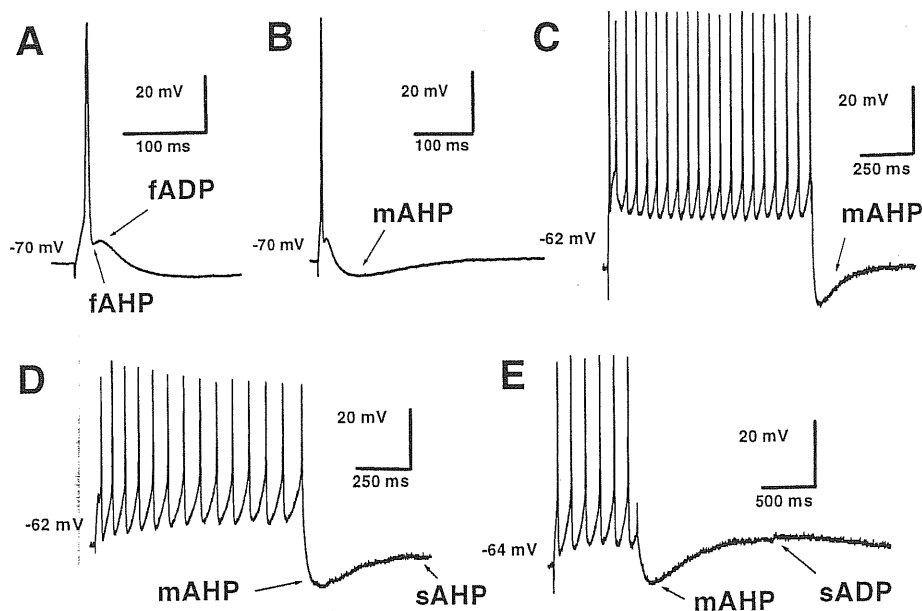 A
20 mV
100 ms
fADP
-70 mV
fAHP
B
20 mV
100 ms
mAHP
-70 mV
C
20 mV
250 ms
mAHP
-62 mV
D
20 mV
250 ms
-62 mV
mAHP
sAHP
E
20 mV
500 ms
-64 mV
mAHP
sADP